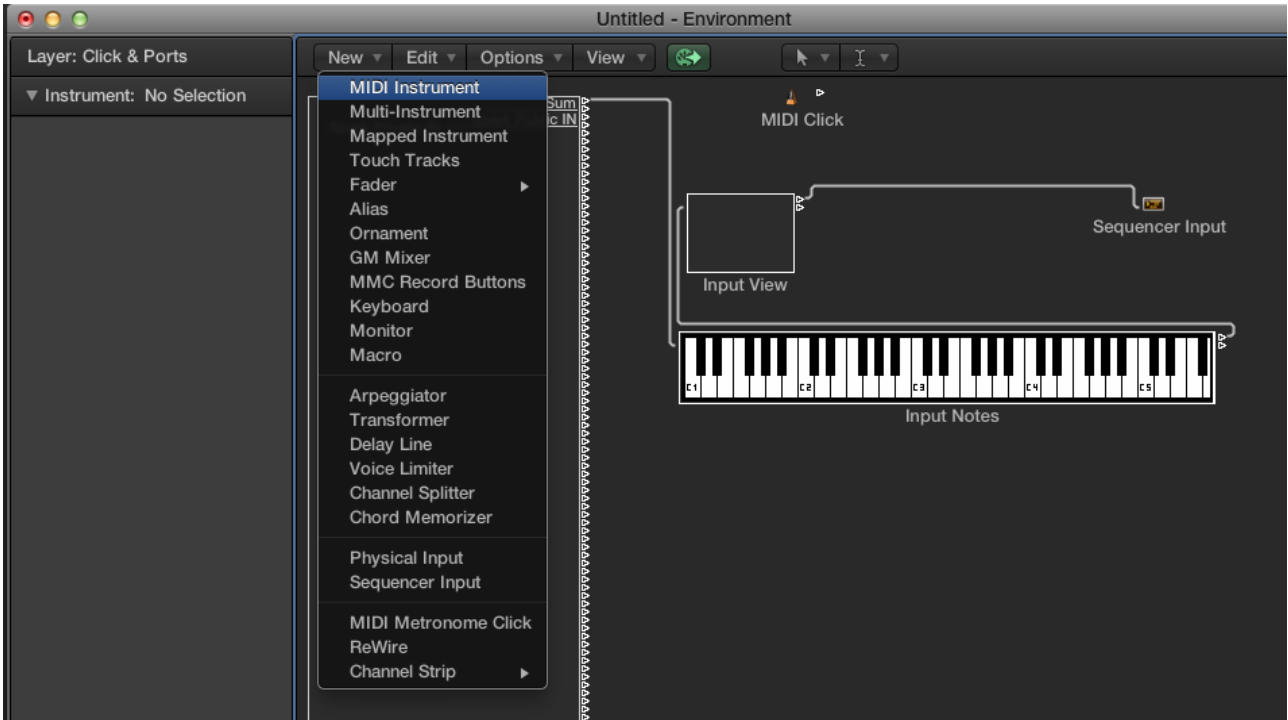 Untitled - Environment
Layer: Click & Ports
Instrument: No Selection
New
Edit
Options
View
MIDI Instrument
Multi-Instrument
Mapped Instrument
Touch Tracks
Fader
Alias
Ornament
GM Mixer
MMC Record Buttons
Keyboard
Monitor
Macro
Arpeggiator
Transformer
Delay Line
Voice Limiter
Channel Splitter
Chord Memorizer
Physical Input
Sequencer Input
MIDI Metronome Click
ReWire
Channel Strip
Sum
ic IN
MIDI Click
Sequencer Input
Input View
C1 C2 C3 C4 C5
Input Notes